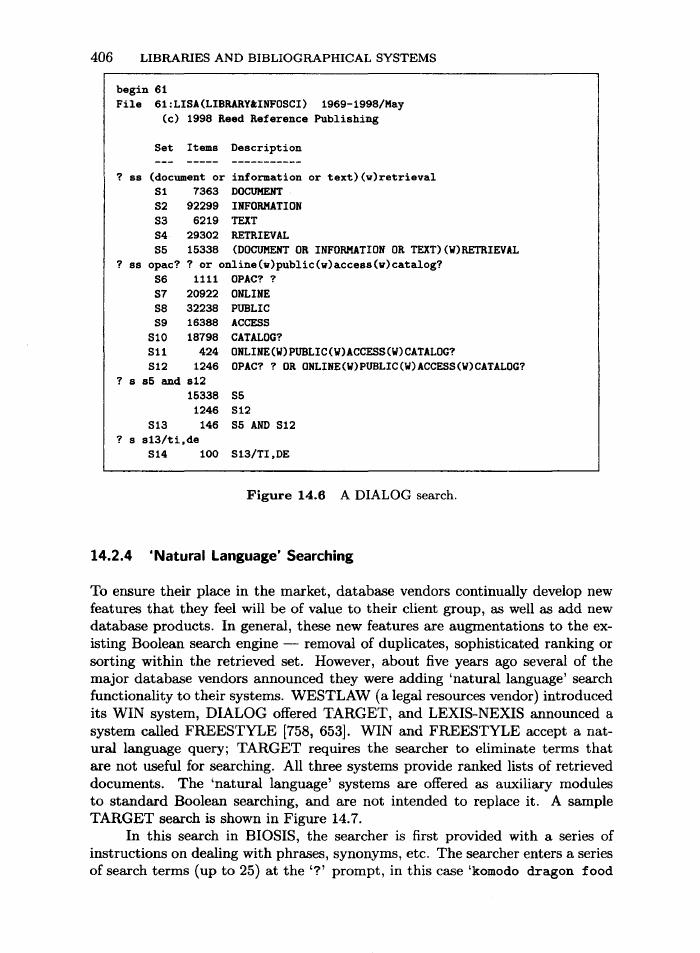 406 LIBRARIES AND BIBLIOGRAPHICAL SYSTEMS
begin 61
File 61:LISA(LIBRARY&INFOSCI) 1969-1998/May
(c) 1998 Reed Reference Publishing
Set Items Description
--- ----- -----------
? ss (document or information or text)(w)retrieval
S1 7363 DOCUMENT
S2 92299 INFORMATION
S3 6219 TEXT
S4 29302 RETRIEVAL
S5 15338 (DOCUMENT OR INFORMATION OR TEXT)(W)RETRIEVAL
? ss opac? ? or online(w)public(w)access(w)catalog?
S6 1111 OPAC? ?
S7 20922 ONLINE
S8 32238 PUBLIC
S9 16388 ACCESS
S10 18798 CATALOG?
S11 424 ONLINE(W)PUBLIC(W)ACCESS(W)CATALOG?
S12 1246 OPAC? ? OR ONLINE(W)PUBLIC(W)ACCESS(W)CATALOG?
? s s5 and s12
15338 S5
1246 S12
S13 146 S5 AND S12
? s s13/ti,de
S14 100 S13/TI,DE
Figure 14.6 A DIALOG search.
14.2.4 'Natural Language' Searching
To ensure their place in the market, database vendors continually develop new
features that they feel will be of value to their client group, as well as add new
database products. In general, these new features are augmentations to the ex-
isting Boolean search engine — removal of duplicates, sophisticated ranking or
sorting within the retrieved set. However, about five years ago several of the
major database vendors announced they were adding 'natural language' search
functionality to their systems. WESTLAW (a legal resources vendor) introduced
its WIN system, DIALOG offered TARGET, and LEXIS-NEXIS announced a
system called FREESTYLE [758, 653]. WIN and FREESTYLE accept a nat-
ural language query; TARGET requires the searcher to eliminate terms that
are not useful for searching. All three systems provide ranked lists of retrieved
documents. The 'natural language' systems are offered as auxiliary modules
to standard Boolean searching, and are not intended to replace it. A sample
TARGET search is shown in Figure 14.7.
In this search in BIOSIS, the searcher is first provided with a series of
instructions on dealing with phrases, synonyms, etc. The searcher enters a series
of search terms (up to 25) at the '?' prompt, in this case 'komodo dragon food